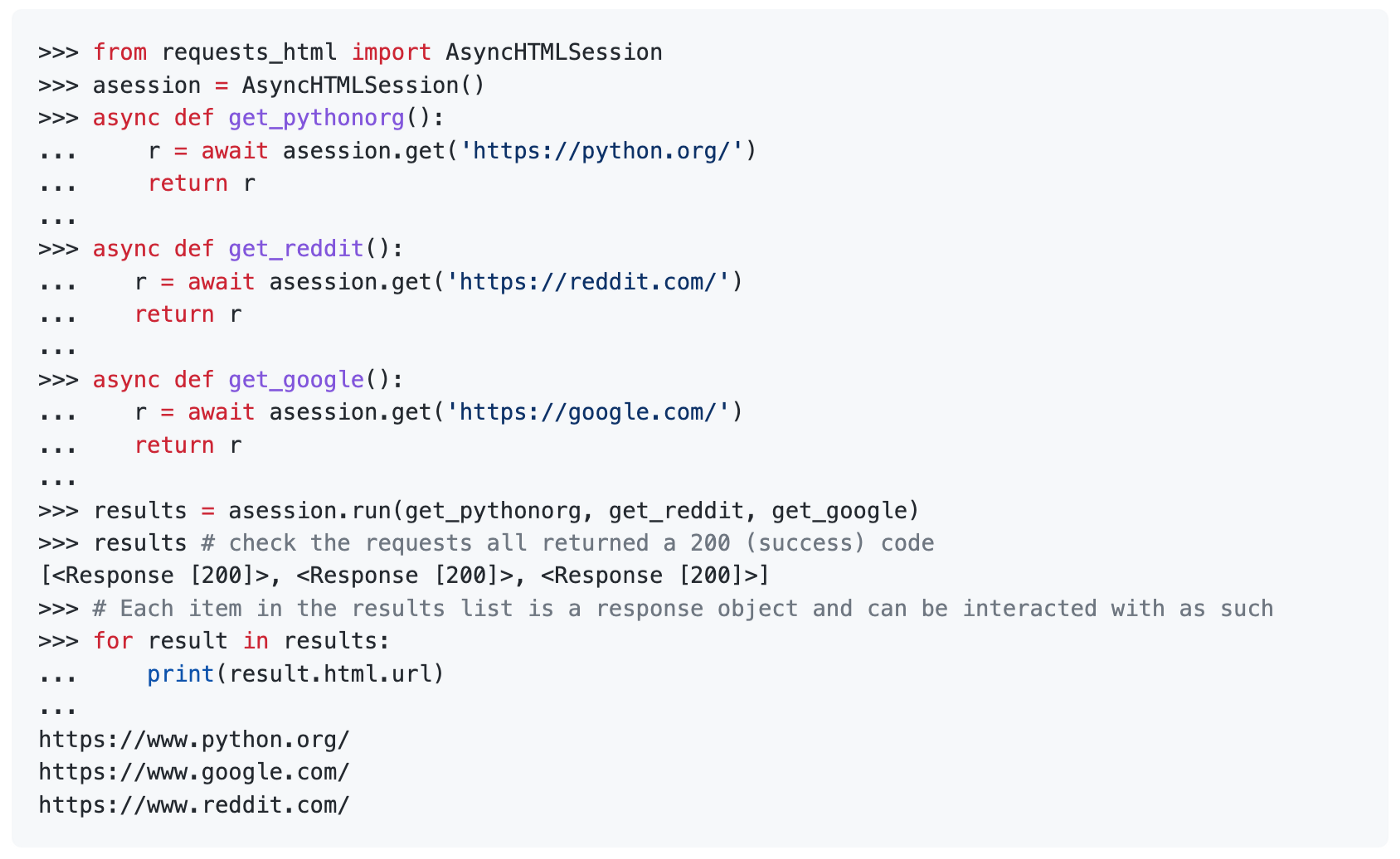 >>> from requests_html import AsyncHTMLSession
>>> asession = AsyncHTMLSession()
>>> async def get_pythonorg():
...     r = await asession.get('https://python.org/')
...     return r
...
>>> async def get_reddit():
...    r = await asession.get('https://reddit.com/')
...    return r
...
>>> async def get_google():
...    r = await asession.get('https://google.com/')
...    return r
...
>>> results = asession.run(get_pythonorg, get_reddit, get_google)
>>> results # check the requests all returned a 200 (success) code
[<Response [200]>, <Response [200]>, <Response [200]>]
>>> # Each item in the results list is a response object and can be interacted with as such
>>> for result in results:
...     print(result.html.url)
...
https://www.python.org/
https://www.google.com/
https://www.reddit.com/